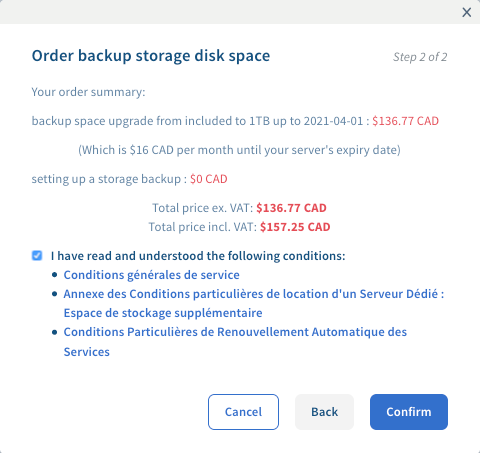 Order backup storage disk space
Step 2 of 2
Your order summary:
backup space upgrade from included to 1TB up to 2021-04-01 : $136.77 CAD
(Which is $16 CAD per month until your server's expiry date)
setting up a storage backup : $0 CAD
Total price ex. VAT: $136.77 CAD
Total price incl. VAT: $157.25 CAD
I have read and understood the following conditions:
Conditions générales de service
Annexe des Conditions particulières de location d'un Serveur Dédié :
Espace de stockage supplémentaire
Conditions Particulières de Renouvellement Automatique des
Services
Cancel
Back
Confirm